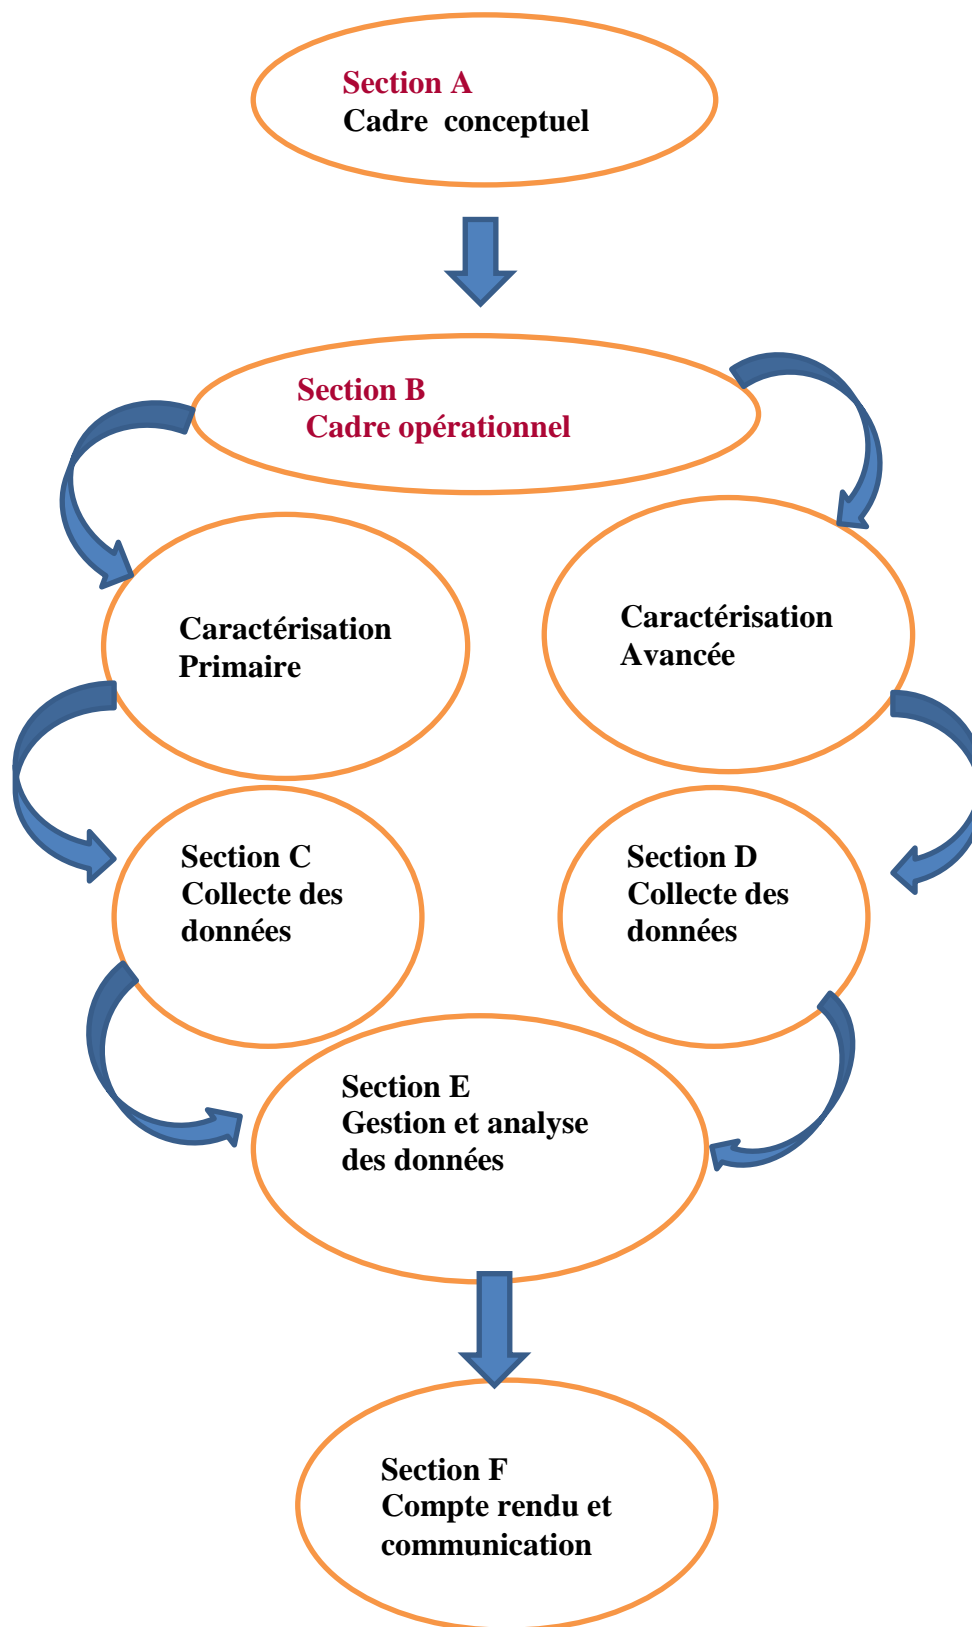 Section A
Cadre conceptuel
Section B
Cadre opérationnel
Caractérisation
Primaire
Caractérisation
Avancée
Section C
Collecte des
données
Section D
Collecte des
données
Section E
Gestion et analyse
des données
Section F
Compte rendu et
communication